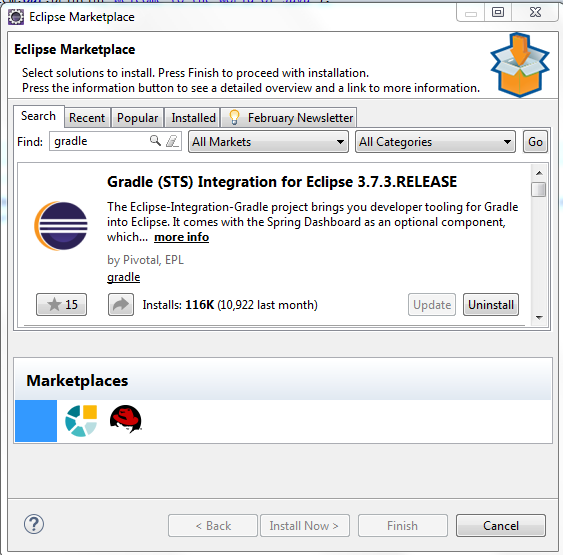 Eclipse Marketplace
Eclipse Marketplace
Select solutions to install. Press Finish to proceed with installation.
Press the information button to see a detailed overview and a link to more information.
Search Recent Popular Installed February Newsletter
Find: gradle All Markets All Categories Go
Gradle (STS) Integration for Eclipse 3.7.3.RELEASE
The Eclipse-Integration-Gradle project brings you developer tooling for Gradle
into Eclipse. It comes with the Spring Dashboard as an optional component,
which... more info
by Pivotal, EPL
gradle
15 Installs: 116K (10,922 last month) Update Uninstall
Marketplaces
? < Back Install Now > Finish Cancel